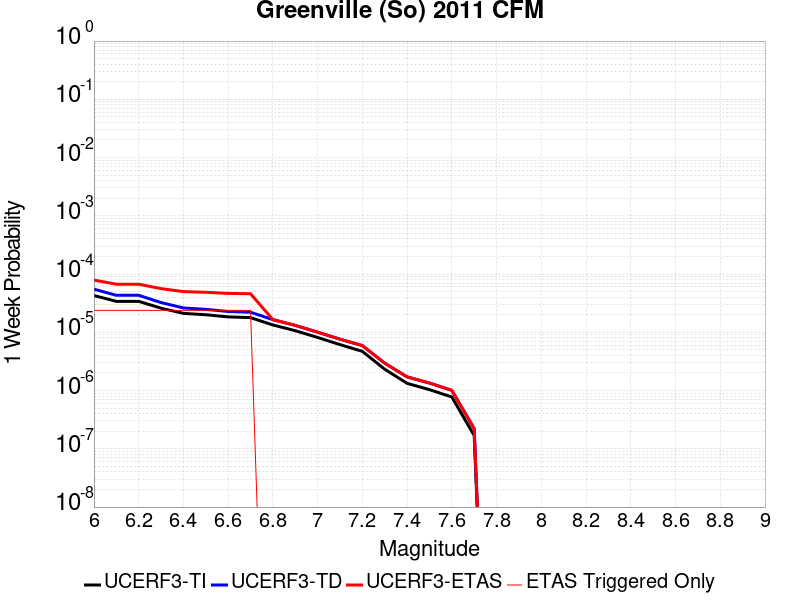 Greenville (So) 2011 CFM
10^0
10^-1
10^-2
10^-3
10^-4
10^-5
10^-6
10^-7
10^-8
1 Week Probability
6 6.2 6.4 6.6 6.8 7 7.2 7.4 7.6 7.8 8 8.2 8.4 8.6 8.8 9
Magnitude
UCERF3-TI UCERF3-TD UCERF3-ETAS ETAS Triggered Only